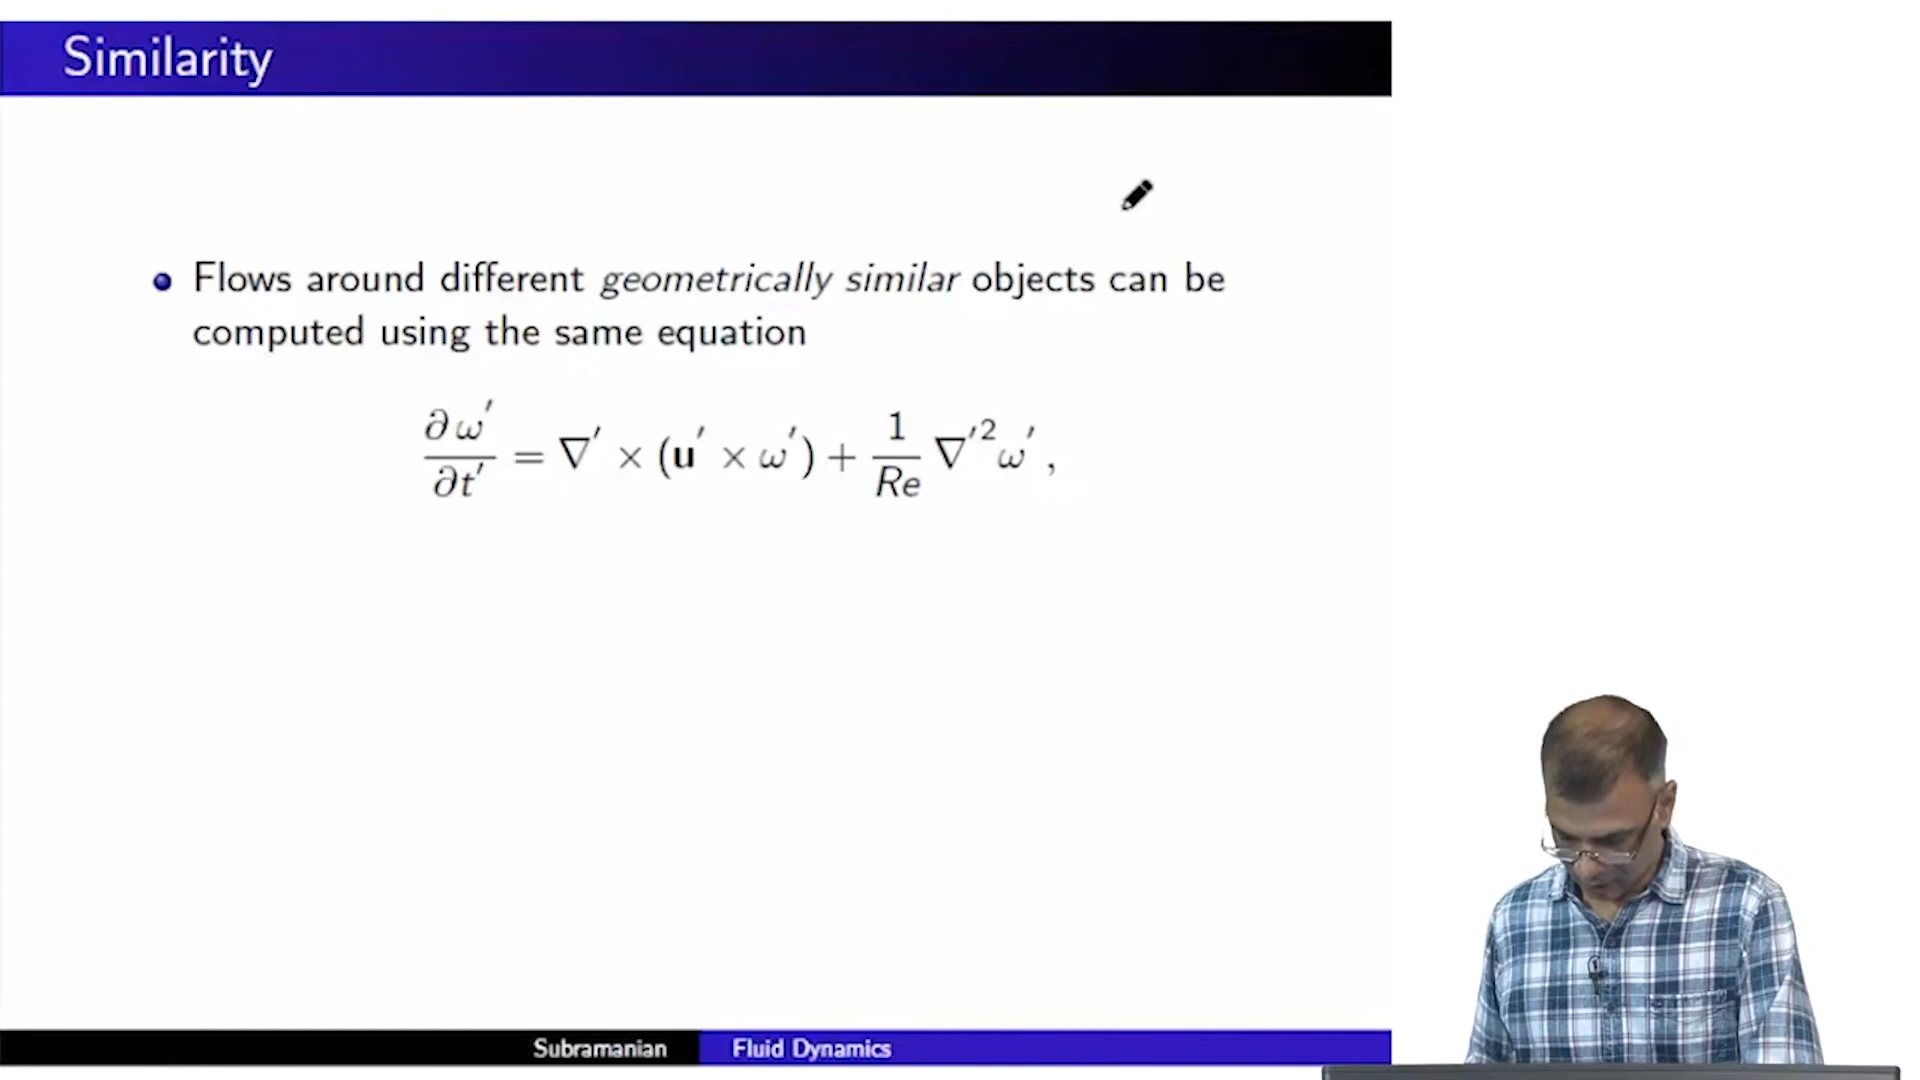 Similarity
Flows around different geometrically similar objects can be
computed using the same equation
∂ω′/∂t′ = ∇′ × (u′ × ω′) + 1/Re ∇′²ω′ ,
Subramanian Fluid Dynamics